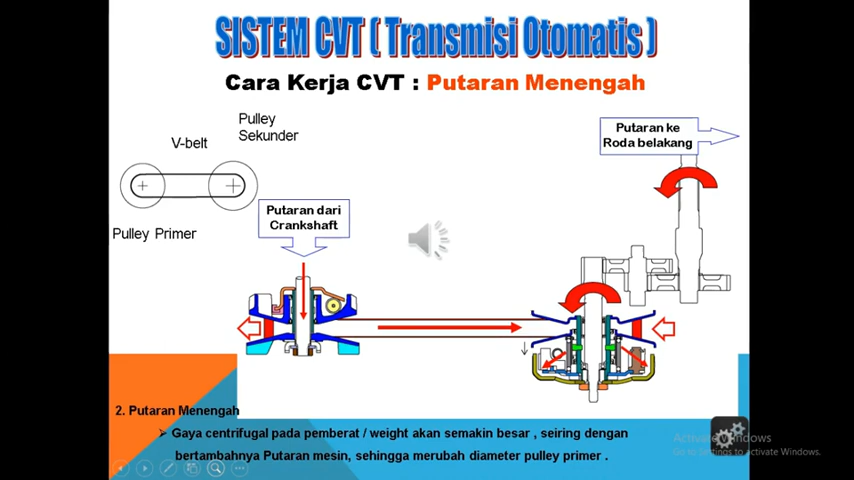 SISTEM CVT ( Transmisi Otomatis )
Cara Kerja CVT : Putaran Menengah
Pulley
Sekunder
V-belt
Pulley Primer
Putaran dari
Crankshaft
Putaran ke
Roda belakang
2. Putaran Menengah
Gaya centrifugal pada pemberat / weight akan semakin besar , seiring dengan
bertambahnya Putaran mesin, sehingga merubah diameter pulley primer .
Activate Windows
Go to Settings to Activate Windows.